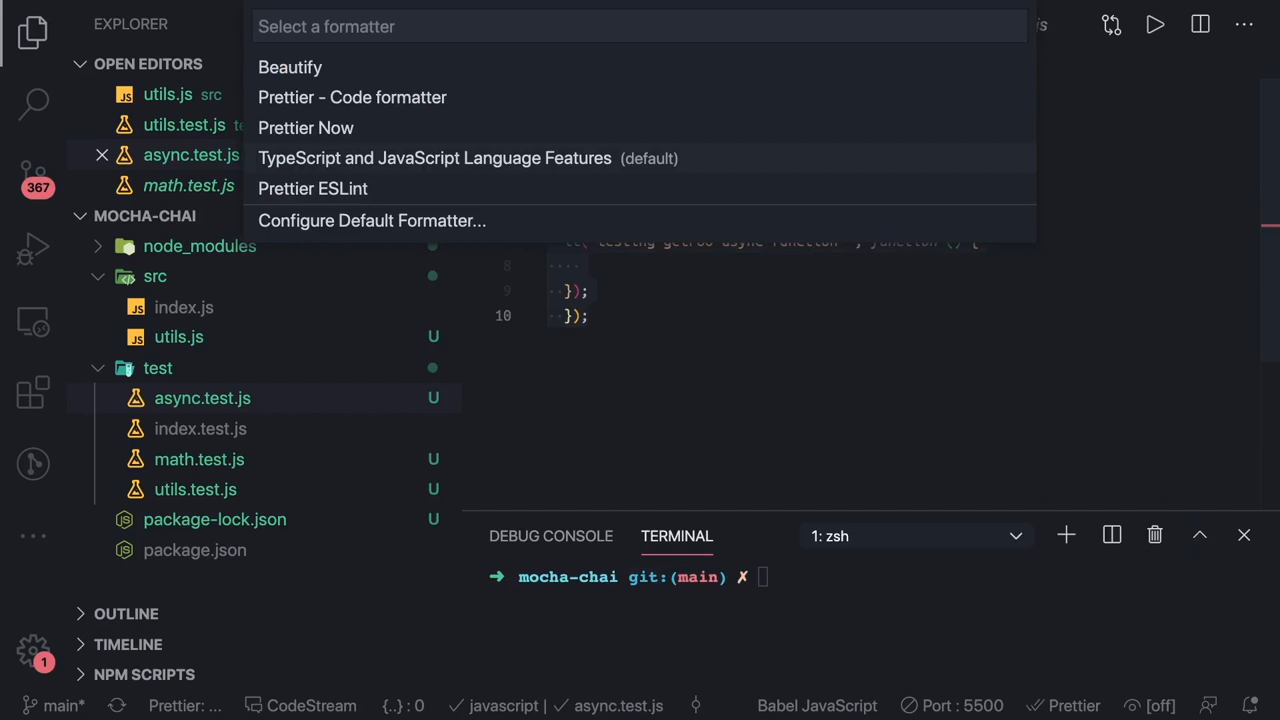 EXPLORER
Select a formatter
js
OPEN EDITORS
Beautify
utils.js src
Prettier - Code formatter
utils.test.js
Prettier Now
async.test.js
TypeScript and JavaScript Language Features (default)
math.test.js
Prettier ESLint
367
MOCHA-CHAI
Configure Default Formatter...
node_modules
src
8
index.js
9 });
utils.js U
10 });
test
async.test.js U
index.test.js
math.test.js U
utils.test.js U
package-lock.json U
package.json
DEBUG CONSOLE TERMINAL 1: zsh
➜ mocha-chai git:(main) ✗
OUTLINE
TIMELINE
1
NPM SCRIPTS
main* Prettier: ... CodeStream {..} : 0 ✓ javascript | ✓ async.test.js Babel JavaScript Port : 5500 Prettier [off]